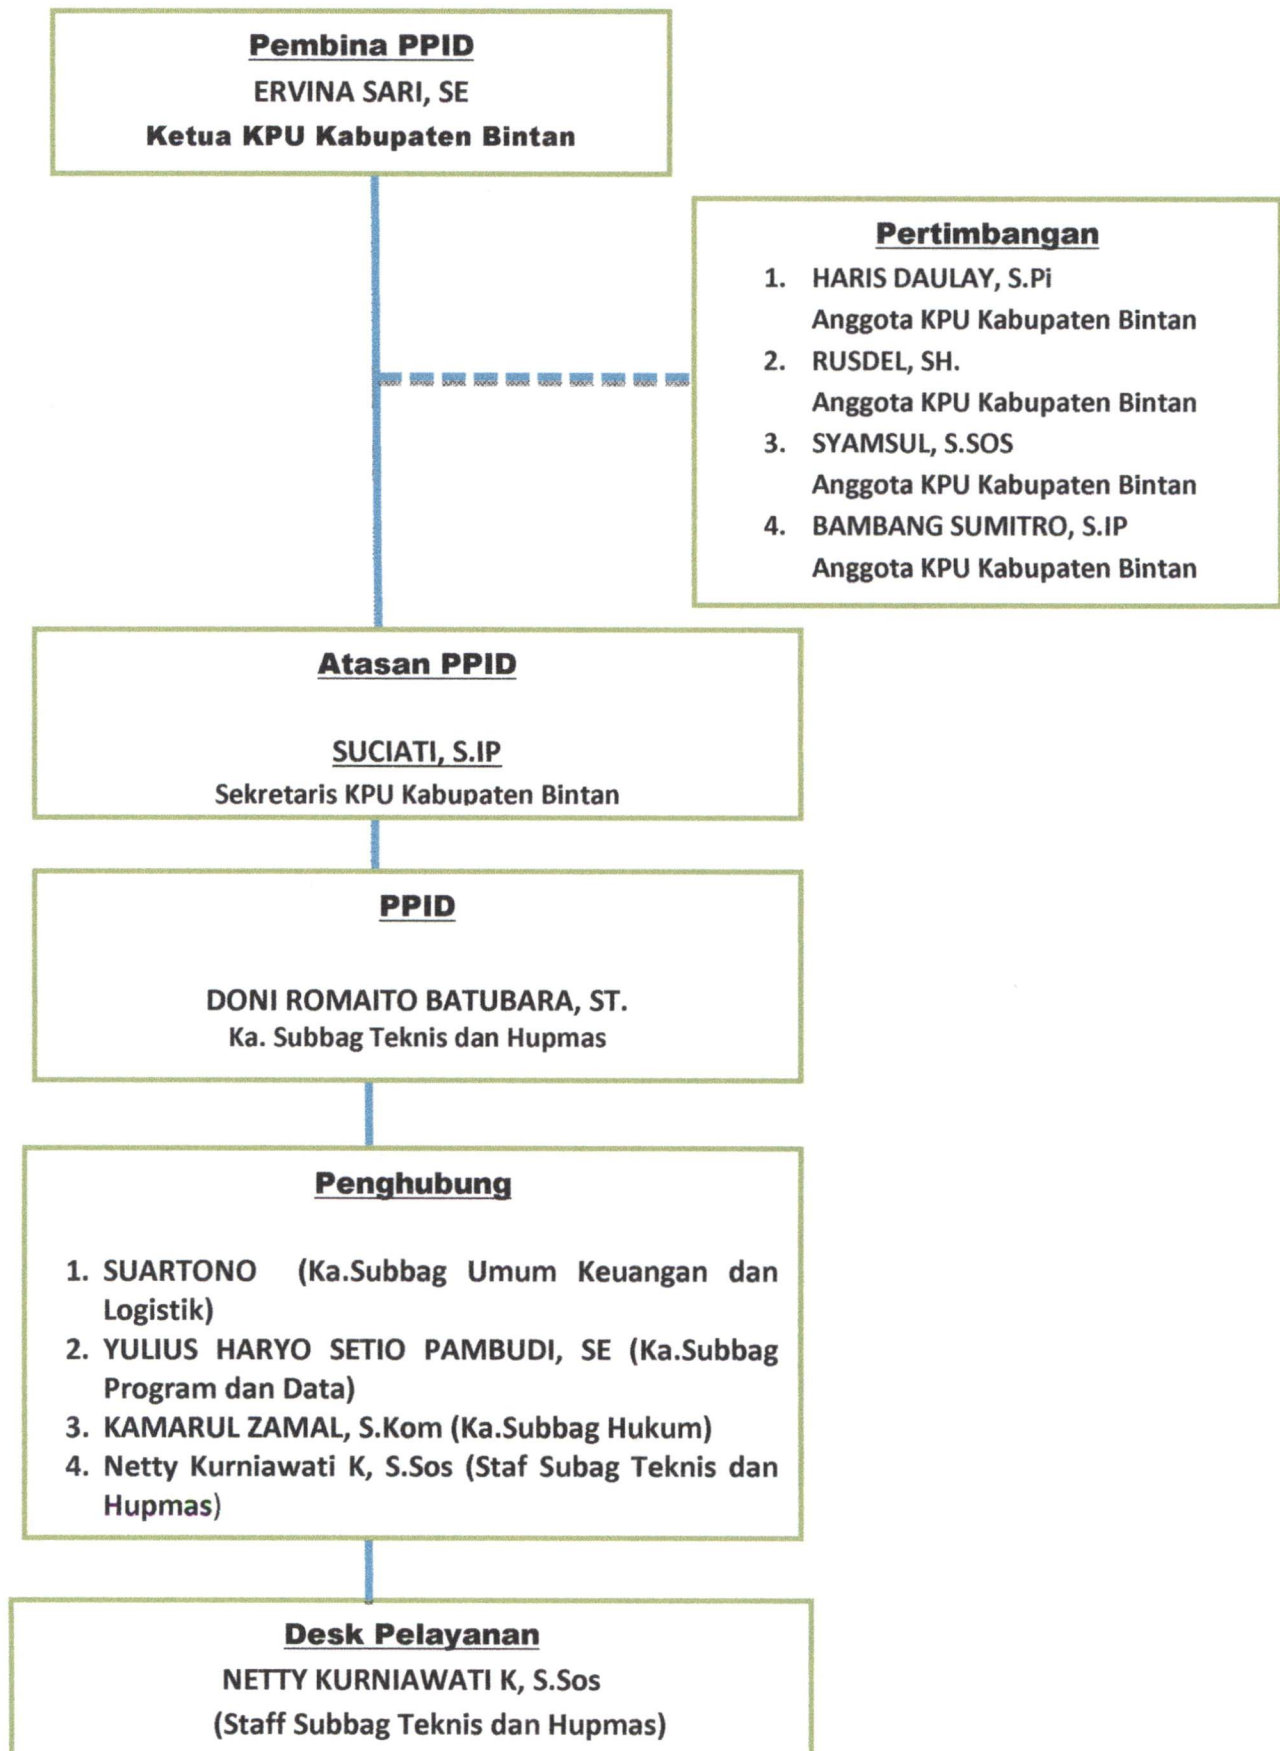 Pembina PPID
ERVINA SARI, SE
Ketua KPU Kabupaten Bintan
Pertimbangan
1. HARIS DAULAY, S.Pi
Anggota KPU Kabupaten Bintan
2. RUSDEL, SH.
Anggota KPU Kabupaten Bintan
3. SYAMSUL, S.SOS
Anggota KPU Kabupaten Bintan
4. BAMBANG SUMITRO, S.IP
Anggota KPU Kabupaten Bintan
Atasan PPID
SUCIATI, S.IP
Sekretaris KPU Kabupaten Bintan
PPID
DONI ROMAITO BATUBARA, ST.
Ka. Subbag Teknis dan Hupmas
Penghubung
1. SUARTONO (Ka.Subbag Umum Keuangan dan
Logistik)
2. YULIUS HARYO SETIO PAMBUDI, SE (Ka.Subbag
Program dan Data)
3. KAMARUL ZAMAL, S.Kom (Ka.Subbag Hukum)
4. Netty Kurniawati K, S.Sos (Staf Subag Teknis dan
Hupmas)
Desk Pelayanan
NETTY KURNIAWATI K, S.Sos
(Staff Subbag Teknis dan Hupmas)